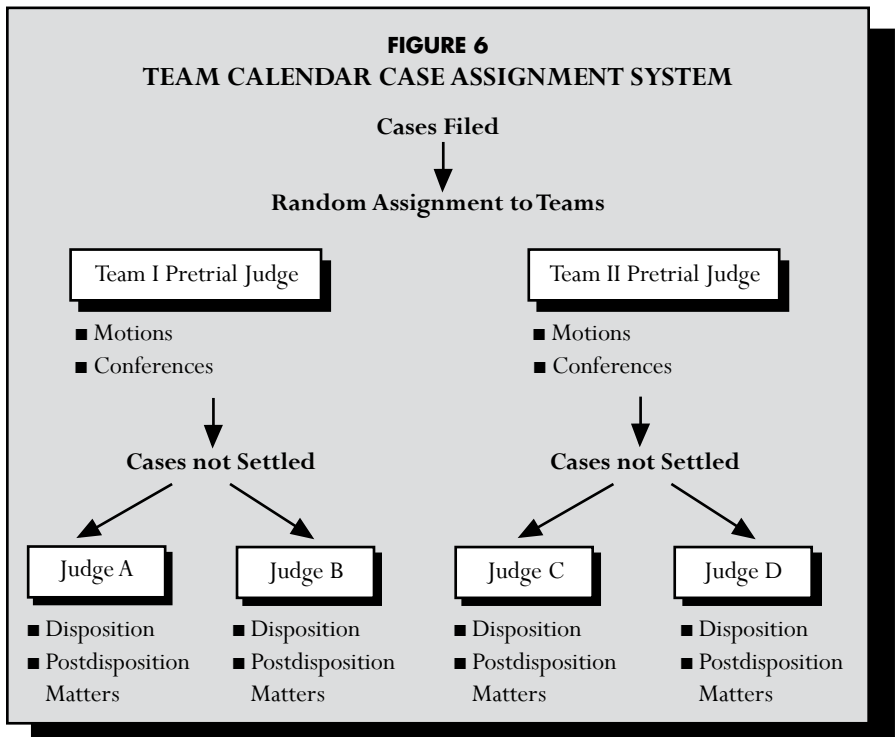 FIGURE 6
TEAM CALENDAR CASE ASSIGNMENT SYSTEM
Cases Filed
Random Assignment to Teams
Team I Pretrial Judge
■ Motions
■ Conferences
Team II Pretrial Judge
■ Motions
■ Conferences
Cases not Settled
Cases not Settled
Judge A
■ Disposition
■ Postdisposition
Matters
Judge B
■ Disposition
■ Postdisposition
Matters
Judge C
■ Disposition
■ Postdisposition
Matters
Judge D
■ Disposition
■ Postdisposition
Matters